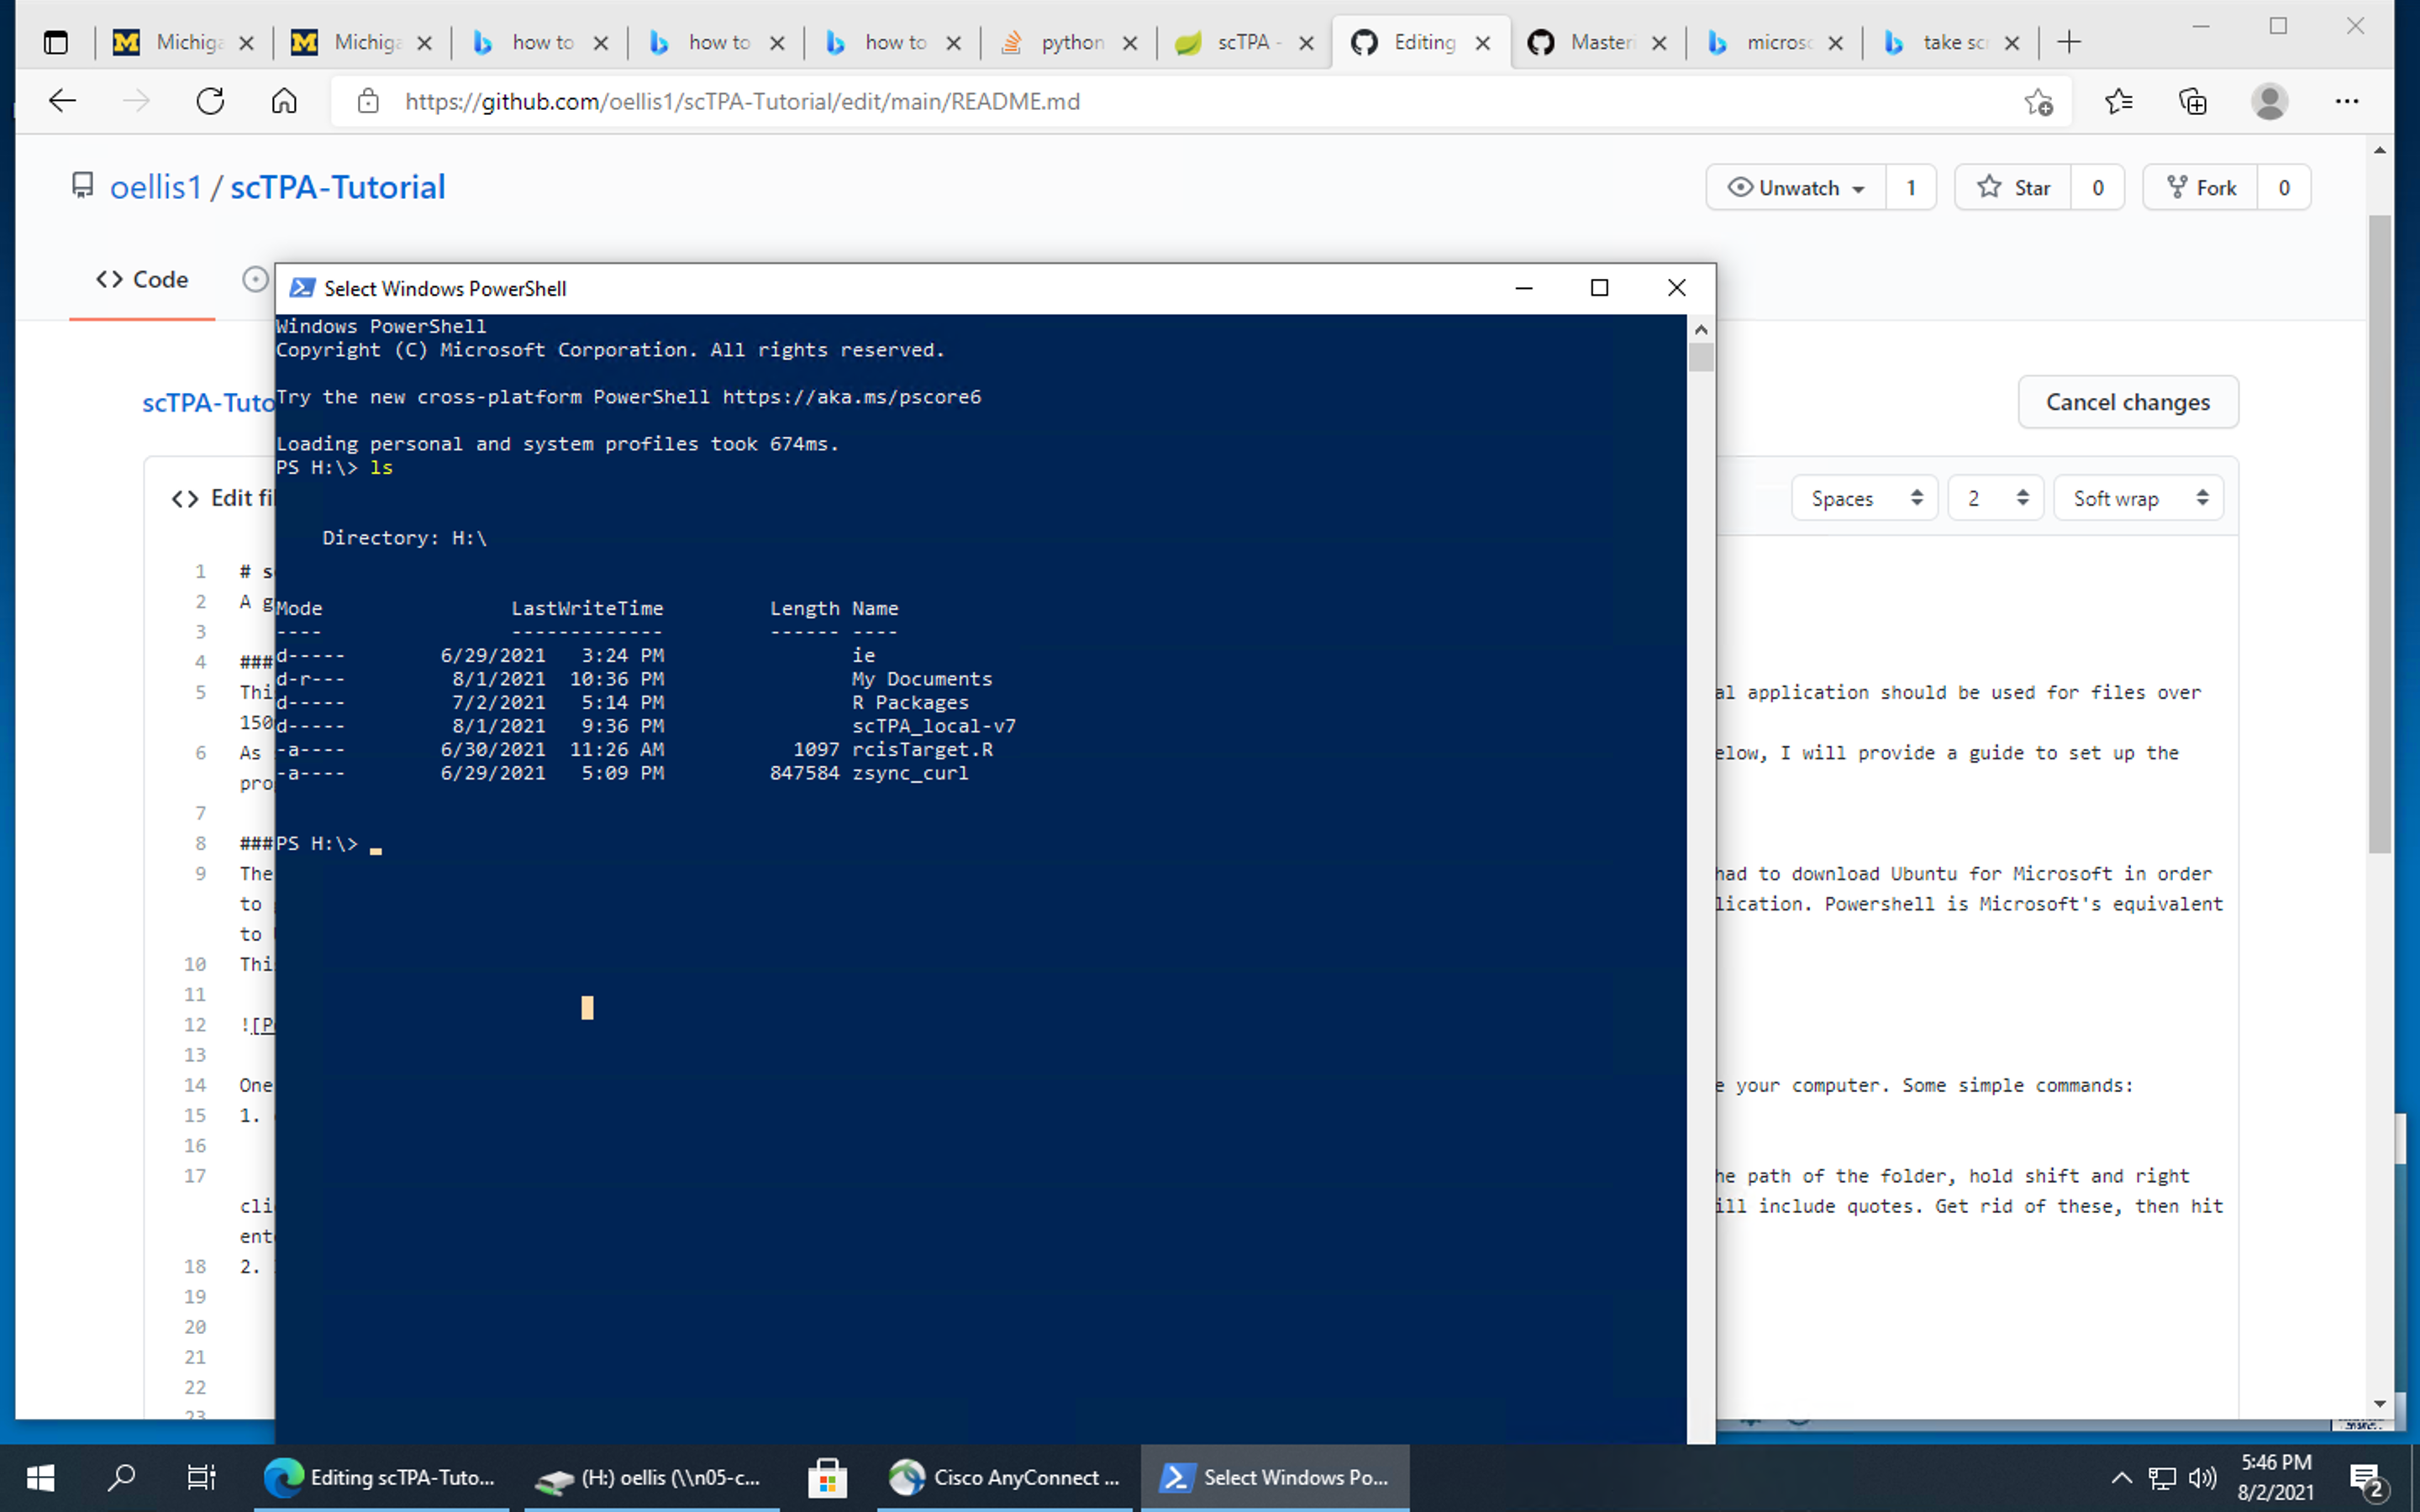 Michiga
Michiga
how to
how to
how to
python
scTPA -
Editing
Masteri
microso
take scr
https://github.com/oellis1/scTPA-Tutorial/edit/main/README.md
oellis1 / scTPA-Tutorial
Unwatch 1
Star 0
Fork 0
Code
Select Windows PowerShell
Windows PowerShell
Copyright (C) Microsoft Corporation. All rights reserved.
Try the new cross-platform PowerShell https://aka.ms/pscore6
Loading personal and system profiles took 674ms.
PS H:\> ls
Directory: H:\
Mode LastWriteTime Length Name
---- ------------- ------ ----
d----- 6/29/2021 3:24 PM ie
d-r--- 8/1/2021 10:36 PM My Documents
d----- 7/2/2021 5:14 PM R Packages
d----- 8/1/2021 9:36 PM scTPA_local-v7
-a---- 6/30/2021 11:26 AM 1097 rcisTarget.R
-a---- 6/29/2021 5:09 PM 847584 zsync_curl
PS H:\>
scTPA-Tuto
Cancel changes
Edit fi
Spaces
2
Soft wrap
1 # s
2 A g
3
4 ###
5 Thi al application should be used for files over
150
6 As elow, I will provide a guide to set up the
pro
7
8 ###
9 The had to download Ubuntu for Microsoft in order
to lication. Powershell is Microsoft's equivalent
to
10 Thi
11
12 ![P
13
14 One e your computer. Some simple commands:
15 1.
16
17 he path of the folder, hold shift and right
cli ill include quotes. Get rid of these, then hit
ent
18 2.
19
20
21
22
23
Editing scTPA-Tuto...
(H:) oellis (\\n05-c...
Cisco AnyConnect ...
Select Windows Po...
5:46 PM
8/2/2021
2